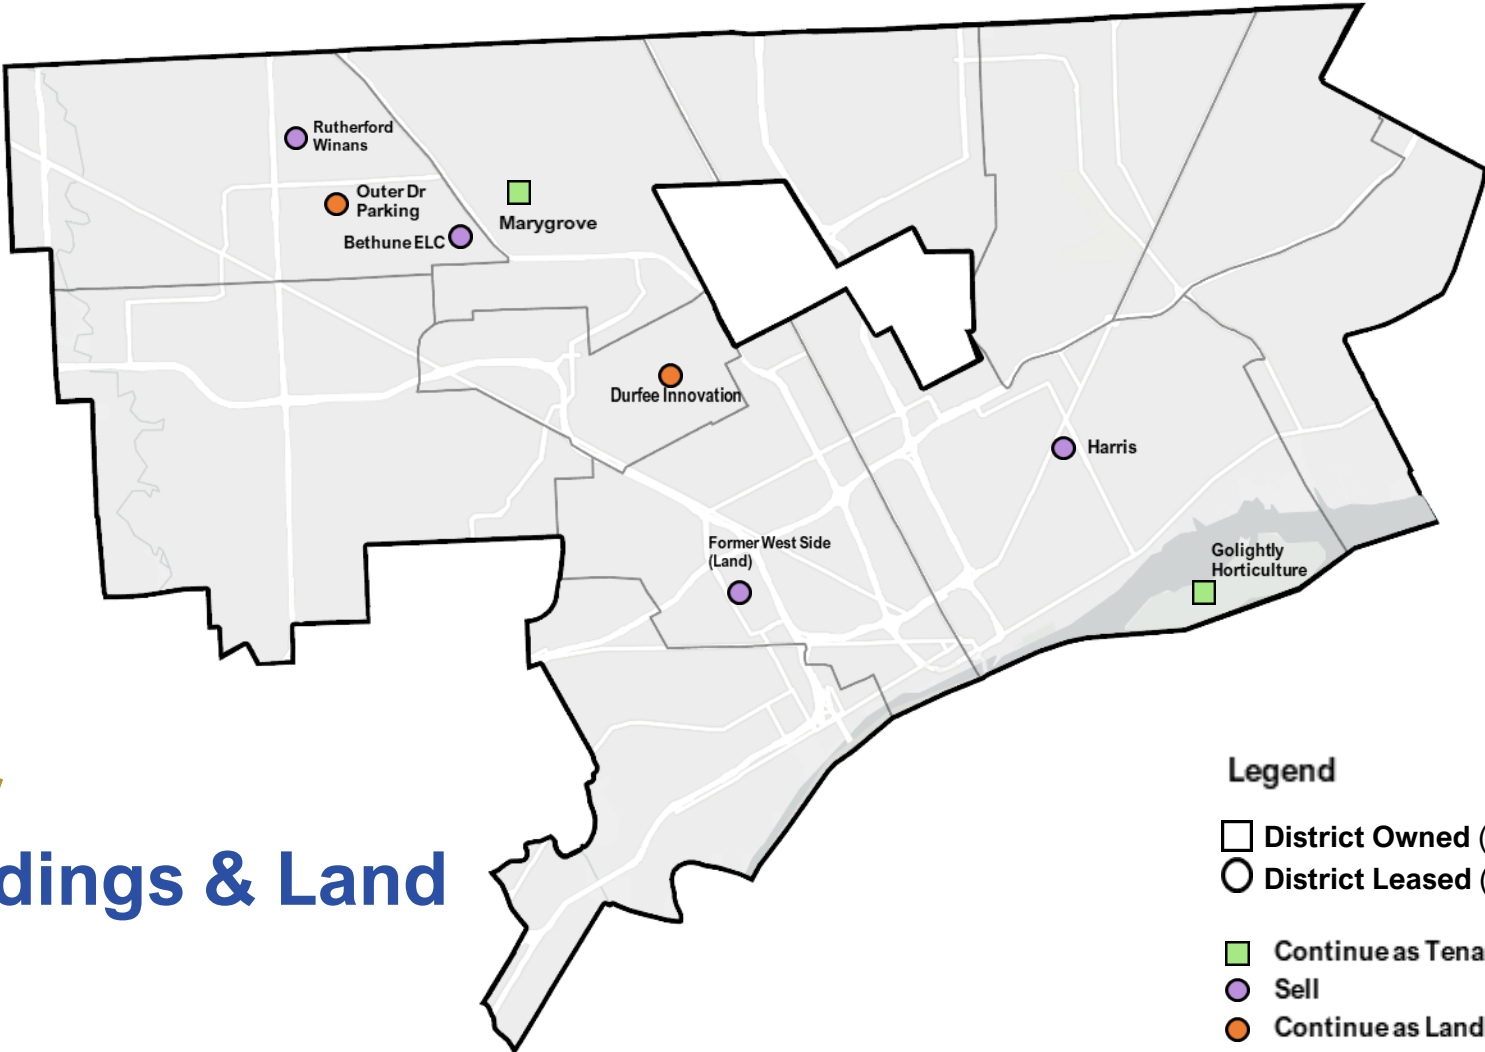 Rutherford
Winans
Outer Dr
Parking
Bethune ELC
Marygrove
Durfee Innovation
Harris
Former West Side
(Land)
Golightly
Horticulture
dings & Land
Legend
District Owned (
District Leased (
Continue as Tena
Sell
Continue as Land